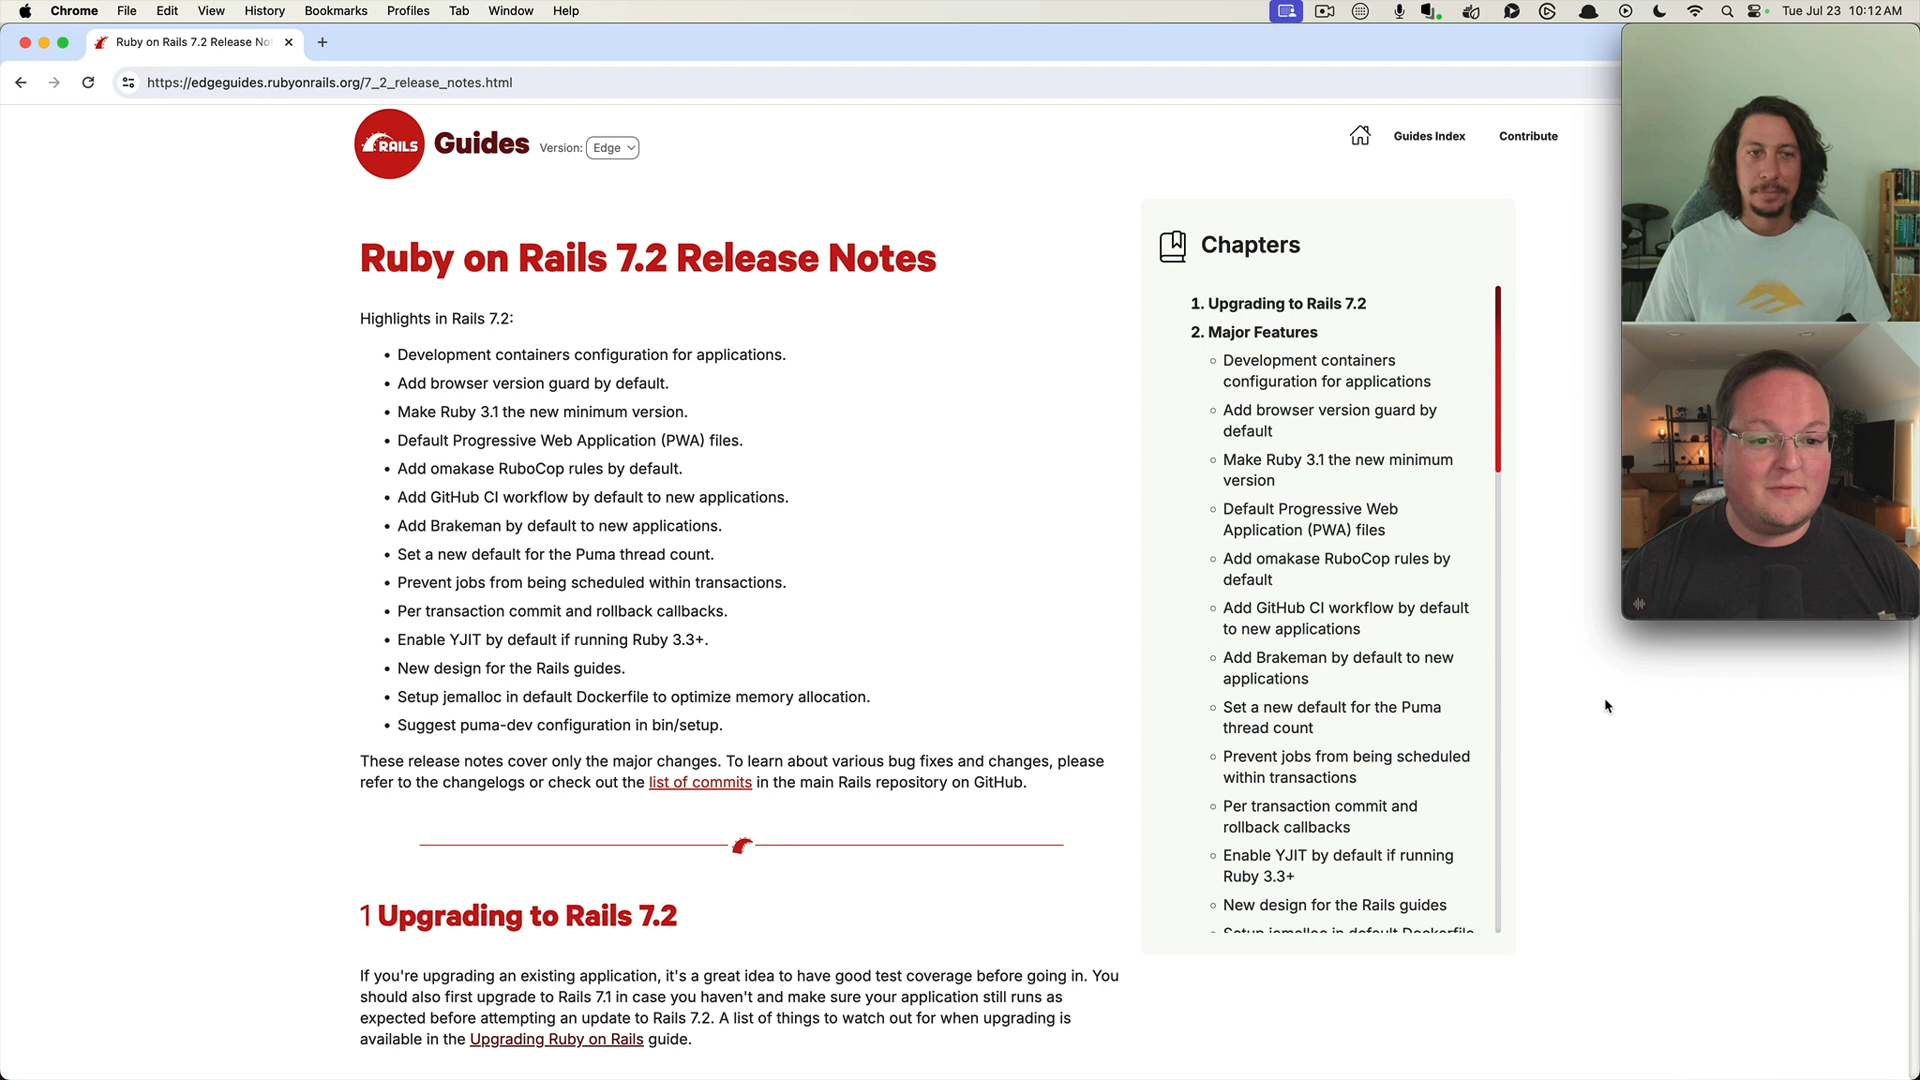 Chrome File Edit View History Bookmarks Profiles Tab Window Help Tue Jul 23 10:12 AM
Ruby on Rails 7.2 Release No
https://edgeguides.rubyonrails.org/7_2_release_notes.html
RAILS Guides Version: Edge
Guides Index Contribute
Ruby on Rails 7.2 Release Notes
Highlights in Rails 7.2:
• Development containers configuration for applications.
• Add browser version guard by default.
• Make Ruby 3.1 the new minimum version.
• Default Progressive Web Application (PWA) files.
• Add omakase RuboCop rules by default.
• Add GitHub CI workflow by default to new applications.
• Add Brakeman by default to new applications.
• Set a new default for the Puma thread count.
• Prevent jobs from being scheduled within transactions.
• Per transaction commit and rollback callbacks.
• Enable YJIT by default if running Ruby 3.3+.
• New design for the Rails guides.
• Setup jemalloc in default Dockerfile to optimize memory allocation.
• Suggest puma-dev configuration in bin/setup.
These release notes cover only the major changes. To learn about various bug fixes and changes, please
refer to the changelogs or check out the list of commits in the main Rails repository on GitHub.
1 Upgrading to Rails 7.2
If you're upgrading an existing application, it's a great idea to have good test coverage before going in. You
should also first upgrade to Rails 7.1 in case you haven't and make sure your application still runs as
expected before attempting an update to Rails 7.2. A list of things to watch out for when upgrading is
available in the Upgrading Ruby on Rails guide.
Chapters
1. Upgrading to Rails 7.2
2. Major Features
Development containers
configuration for applications
Add browser version guard by
default
Make Ruby 3.1 the new minimum
version
Default Progressive Web
Application (PWA) files
Add omakase RuboCop rules by
default
Add GitHub CI workflow by default
to new applications
Add Brakeman by default to new
applications
Set a new default for the Puma
thread count
Prevent jobs from being scheduled
within transactions
Per transaction commit and
rollback callbacks
Enable YJIT by default if running
Ruby 3.3+
New design for the Rails guides
Setup jemalloc in default Dockerfile